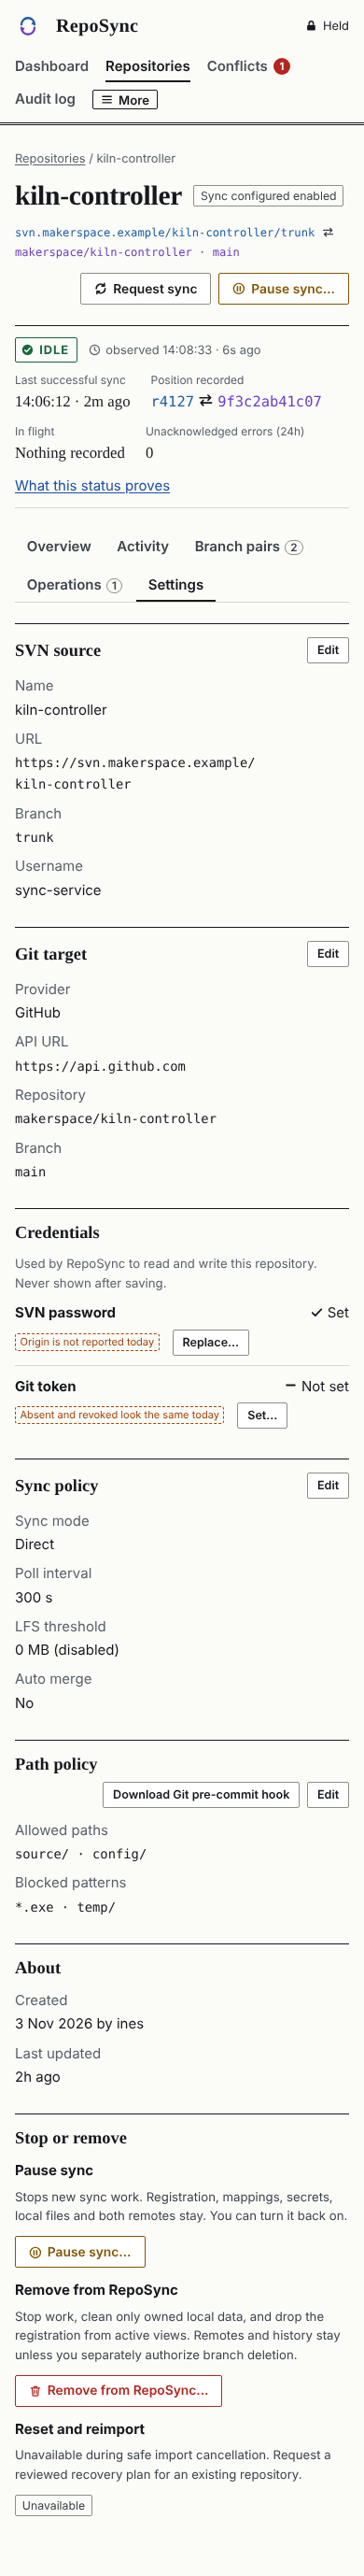 RepoSync
Held
Dashboard Repositories Conflicts 1
Audit log More
Repositories / kiln-controller
kiln-controller Sync configured enabled
svn.makerspace.example/kiln-controller/trunk ⇄
makerspace/kiln-controller · main
Request sync Pause sync…
IDLE observed 14:08:33 · 6s ago
Last successful sync Position recorded
14:06:12 · 2m ago r4127 ⇄ 9f3c2ab41c07
In flight Unacknowledged errors (24h)
Nothing recorded 0
What this status proves
Overview Activity Branch pairs 2
Operations 1 Settings
SVN source Edit
Name
kiln-controller
URL
https://svn.makerspace.example/
kiln-controller
Branch
trunk
Username
sync-service
Git target Edit
Provider
GitHub
API URL
https://api.github.com
Repository
makerspace/kiln-controller
Branch
main
Credentials
Used by RepoSync to read and write this repository.
Never shown after saving.
SVN password Set
Origin is not reported today Replace…
Git token Not set
Absent and revoked look the same today Set…
Sync policy Edit
Sync mode
Direct
Poll interval
300 s
LFS threshold
0 MB (disabled)
Auto merge
No
Path policy
Download Git pre-commit hook Edit
Allowed paths
source/ · config/
Blocked patterns
*.exe · temp/
About
Created
3 Nov 2026 by ines
Last updated
2h ago
Stop or remove
Pause sync
Stops new sync work. Registration, mappings, secrets,
local files and both remotes stay. You can turn it back on.
Pause sync…
Remove from RepoSync
Stop work, clean only owned local data, and drop the
registration from active views. Remotes and history stay
unless you separately authorize branch deletion.
Remove from RepoSync…
Reset and reimport
Unavailable during safe import cancellation. Request a
reviewed recovery plan for an existing repository.
Unavailable